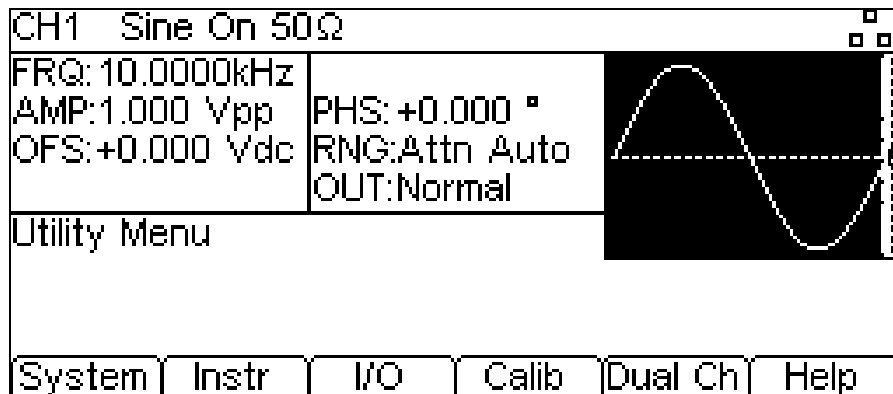 CH1 Sine On 50Ω
FRQ:10.0000kHz
AMP:1.000 Vpp
OFS:+0.000 Vdc
PHS:+0.000 °
RNG:Attn Auto
OUT:Normal
Utility Menu
System Instr I/O Calib Dual Ch Help